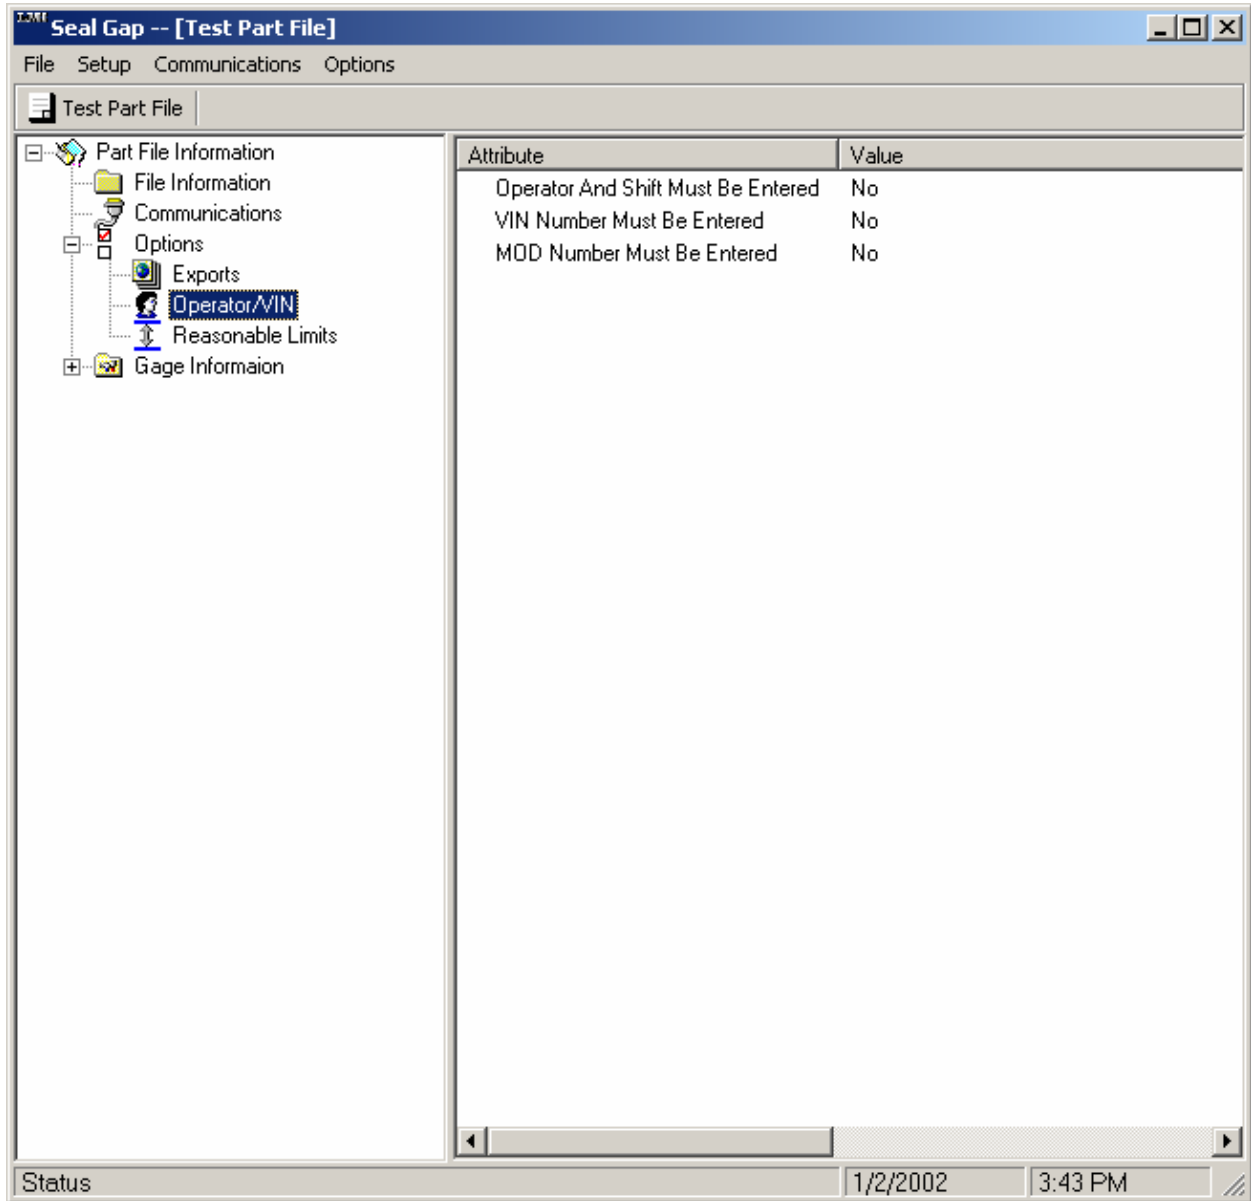 LMI Seal Gap -- [Test Part File]
File Setup Communications Options
Test Part File
Part File Information
File Information
Communications
Options
Exports
Operator/VIN
Reasonable Limits
Gage Informaion
Attribute Value
Operator And Shift Must Be Entered No
VIN Number Must Be Entered No
MOD Number Must Be Entered No
Status 1/2/2002 3:43 PM